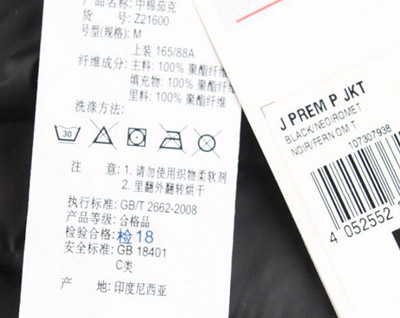 产品名称: 中棉茄克
货 号: Z21600
号型(规格): M
上装 165/88A
纤维成分: 主料: 100% 聚酯纤维
填充物: 100% 聚酯纤维
里料: 100% 聚酯纤维
洗涤方法:
30
注: 1. 请勿使用织物柔软剂
2. 里翻外翻转烘干
执行标准: GB/T 2662-2008
产品等级: 合格品
检验合格: 检 18
安全标准: GB 18401
C类
产 地: 印度尼西亚
J PREM P JKT
BLACK/NEOIROMET
NOIR/FERN OM.T
107307938
4 052552